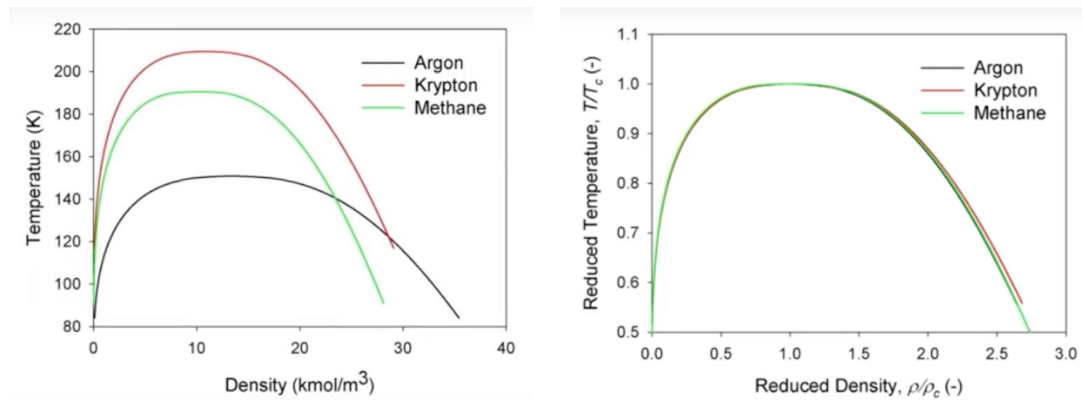 220
200
180
160
140
120
100
80
Temperature (K)
Argon
Krypton
Methane
0 10 20 30 40
Density (kmol/m³)
1.1
1.0
0.9
0.8
0.7
0.6
0.5
Reduced Temperature, T/Tc (-)
Argon
Krypton
Methane
0.0 0.5 1.0 1.5 2.0 2.5 3.0
Reduced Density, ρ/ρc (-)